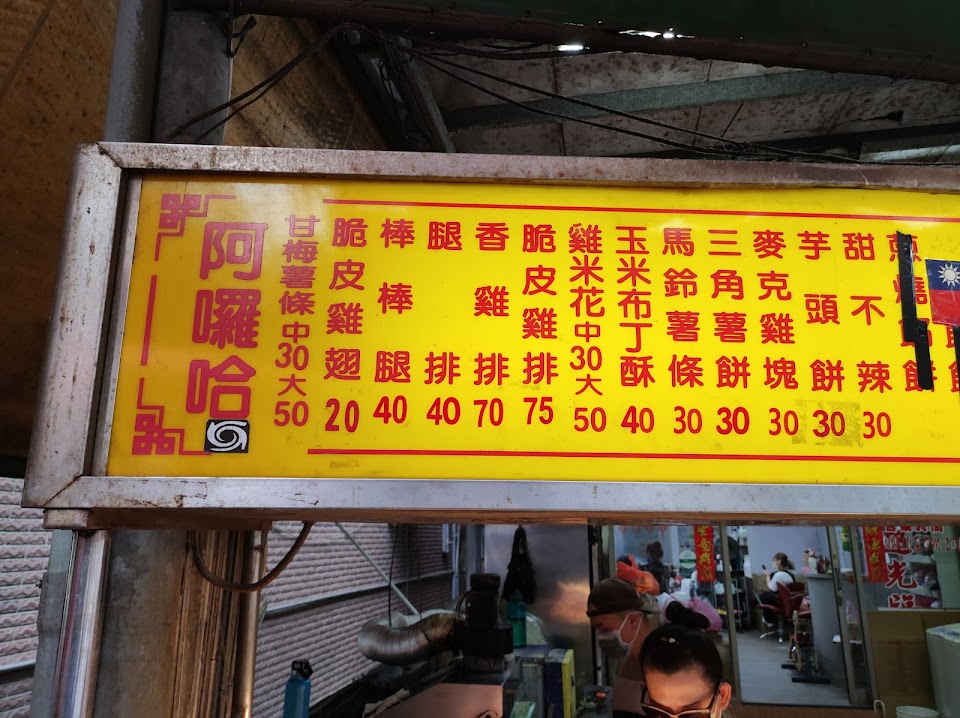 阿囉哈
甘梅薯條中30大50
脆皮雞翅20
棒棒腿40
腿排40
香雞排70
脆皮雞排75
雞米花中30大50
玉米布丁酥40
馬鈴薯條30
三角薯餅30
麥克雞塊30
芋頭餅30
甜不辣30